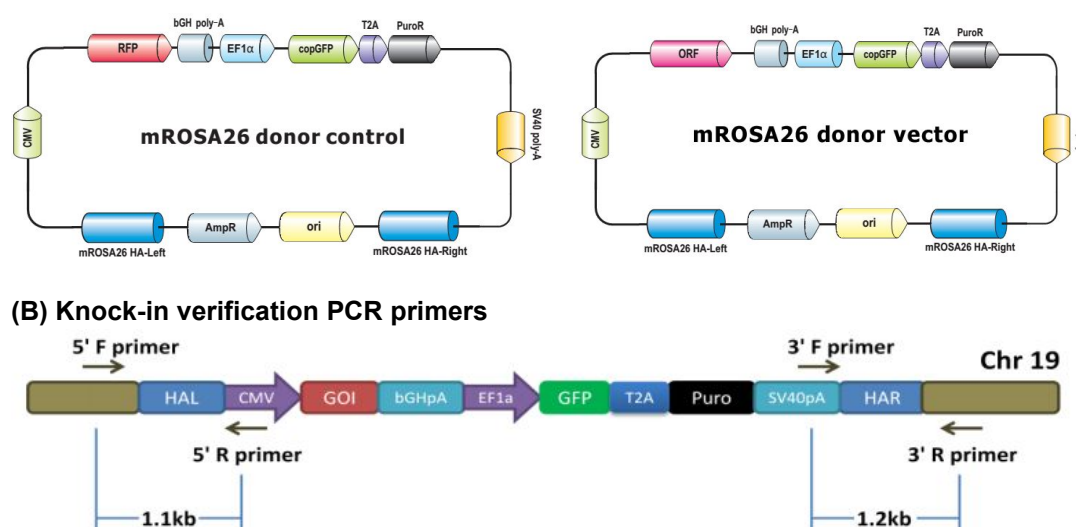 bGH poly-A
T2A
PuroR
RFP
EF1α
copGFP
CMV
mROSA26 donor control
SV40 poly-A
AmpR
ori
mROSA26 HA-Left
mROSA26 HA-Right
bGH poly-A
T2A
PuroR
ORF
EF1α
copGFP
CMV
mROSA26 donor vector
AmpR
ori
mROSA26 HA-Left
mROSA26 HA-Right
(B) Knock-in verification PCR primers
5' F primer
3' F primer
Chr 19
HAL
CMV
GOI
bGHpA
EF1a
GFP
T2A
Puro
SV40pA
HAR
5' R primer
3' R primer
1.1kb
1.2kb